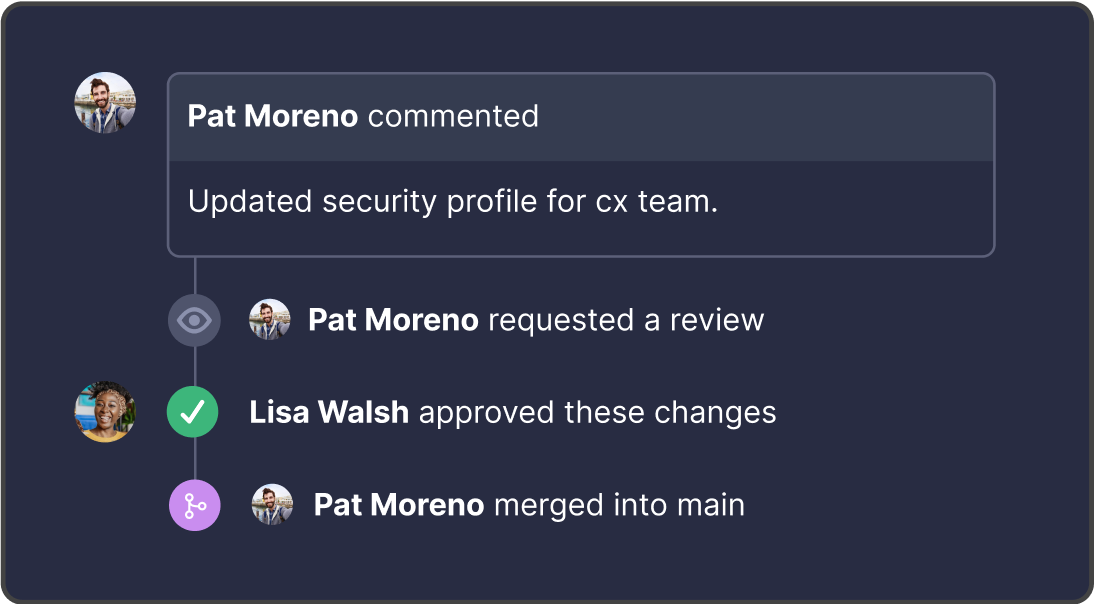 Pat Moreno commented
Updated security profile for cx team.
Pat Moreno requested a review
Lisa Walsh approved these changes
Pat Moreno merged into main